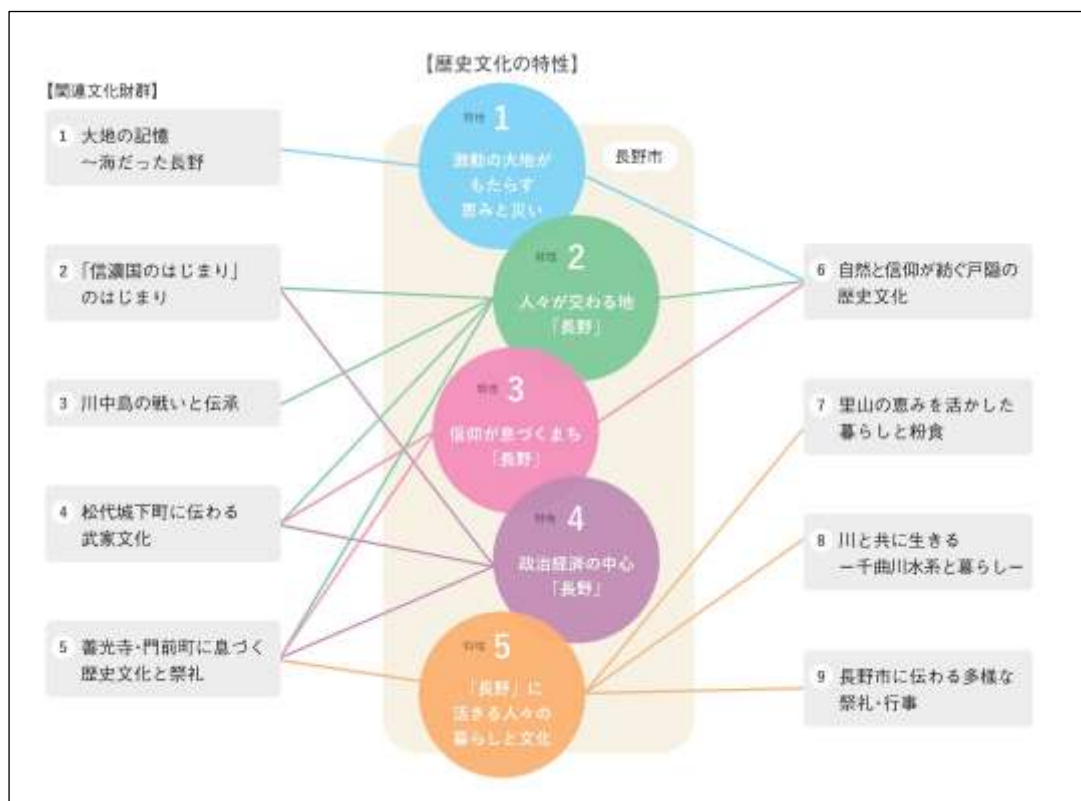 【歴史文化の特性】
【関連文化財群】
1 大地の記憶
～海だった長野
2 「信濃国のはじまり」
のはじまり
3 川中島の戦いと伝承
4 松代城下町に伝わる
武家文化
5 善光寺・門前町に息づく
歴史文化と祭礼
長野市
特性 1
激動の大地が
もたらす
恵みと災い
特性 2
人々が交わる地
「長野」
特性 3
信仰が息づくまち
「長野」
特性 4
政治経済の中心
「長野」
特性 5
「長野」に
活きる人々の
暮らしと文化
6 自然と信仰が紡ぐ戸隠の
歴史文化
7 里山の恵みを活かした
暮らしと粉食
8 川と共に生きる
ー千曲川水系と暮らしー
9 長野市に伝わる多様な
祭礼・行事